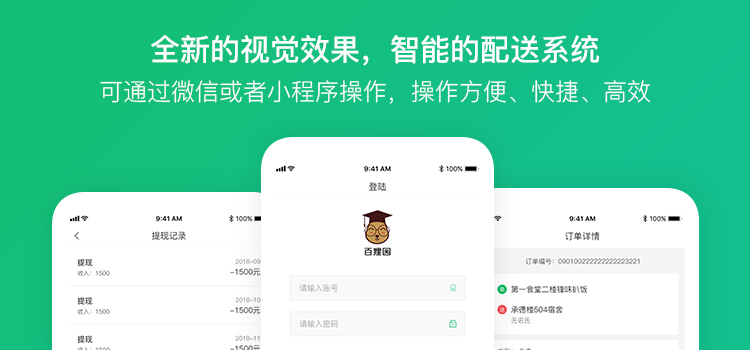 全新的视觉效果，智能的配送系统
可通过微信或者小程序操作，操作方便、快捷、高效
9:41 AM
提现记录
提现
2018-09
收入：1500
-1500元
提现
2018-10
收入：1500
-1500元
提现
2018-11
收入：1500
-1500元
9:41 AM
100%
登陆
百狸园
请输入账号
请输入密码
9:41 AM
100%
订单详情
订单编号：090100222222222223221
取
第一食堂二楼锺味扒饭
送
承德楼504宿舍
无名氏